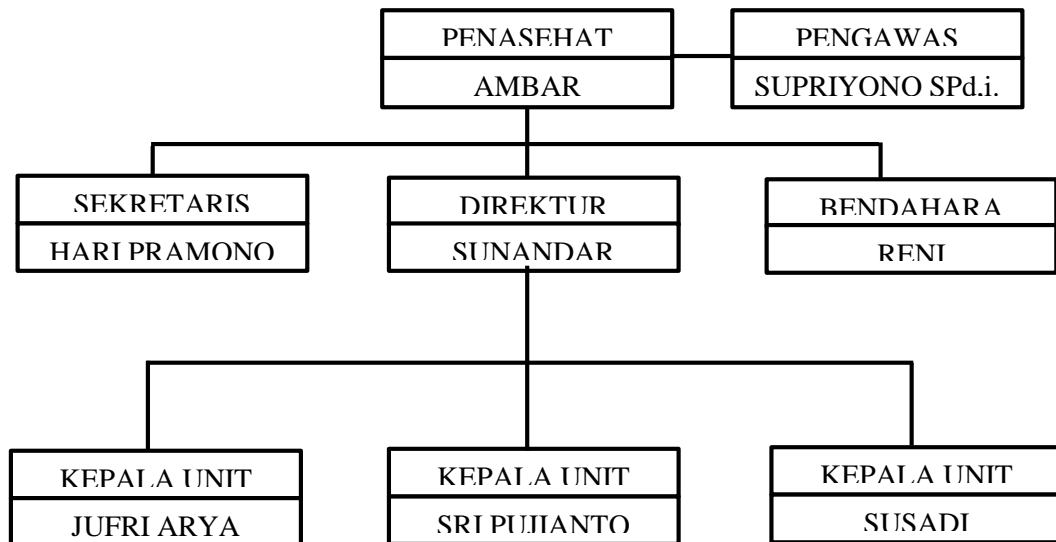 PENASEHAT
AMBAR
PENGAWAS
SUPRIYONO SPd.i.
SEKRETARIS
HARI PRAMONO
DIREKTUR
SUNANDAR
BENDAHARA
RENI
KEPALA UNIT
JUFRI ARYA
KEPALA UNIT
SRI PUJIANTO
KEPALA UNIT
SUSADI